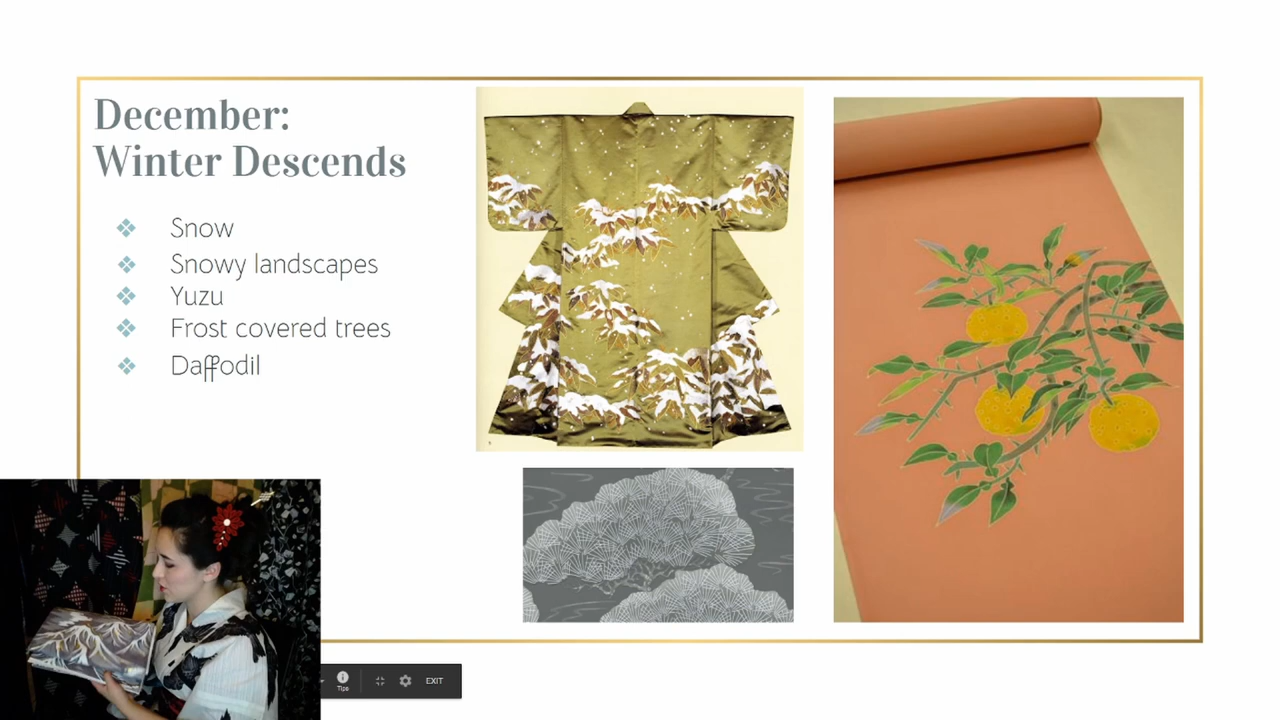 December:
Winter Descends
Snow
Snowy landscapes
Yuzu
Frost covered trees
Daffodil
Tips
EXIT